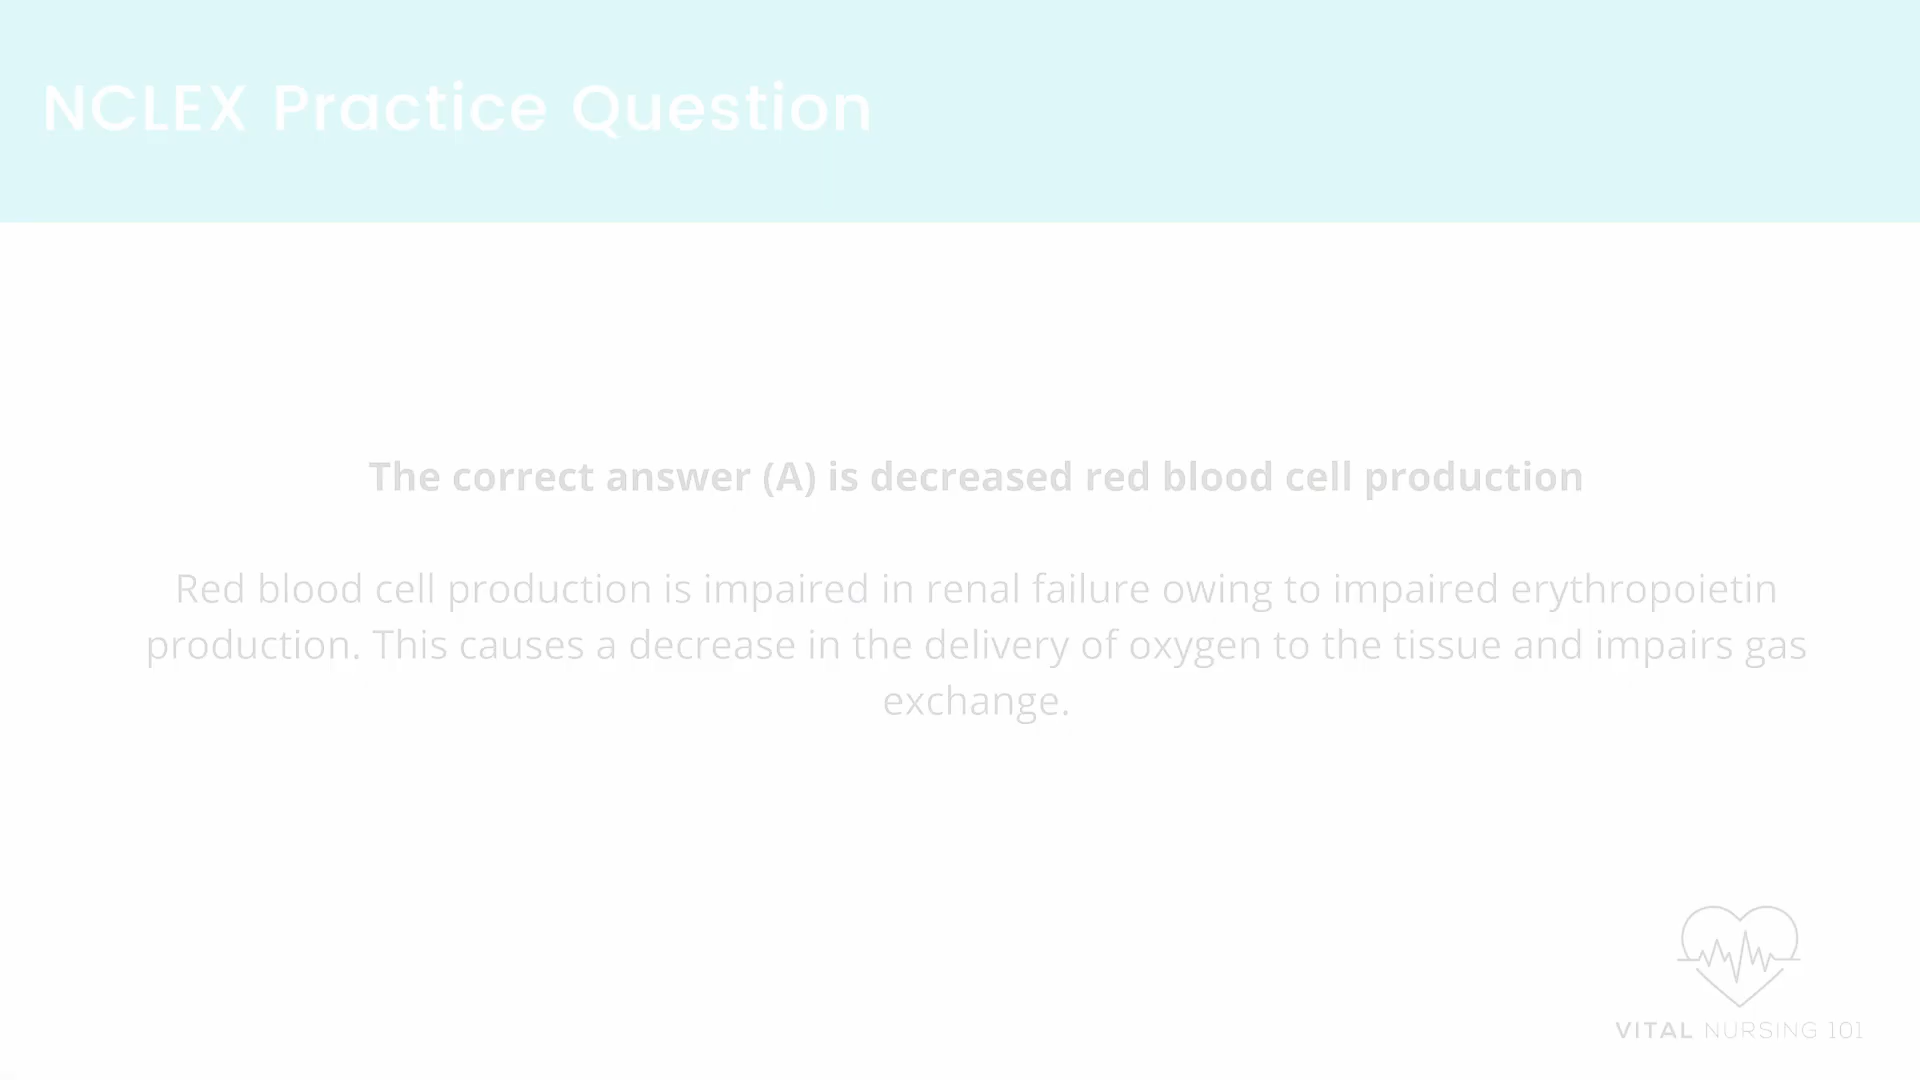 NCLEX Practice Question
The correct answer (A) is decreased red blood cell production
Red blood cell production is impaired in renal failure owing to impaired erythropoietin
production. This causes a decrease in the delivery of oxygen to the tissue and impairs gas
exchange.
VITAL NURSING 101